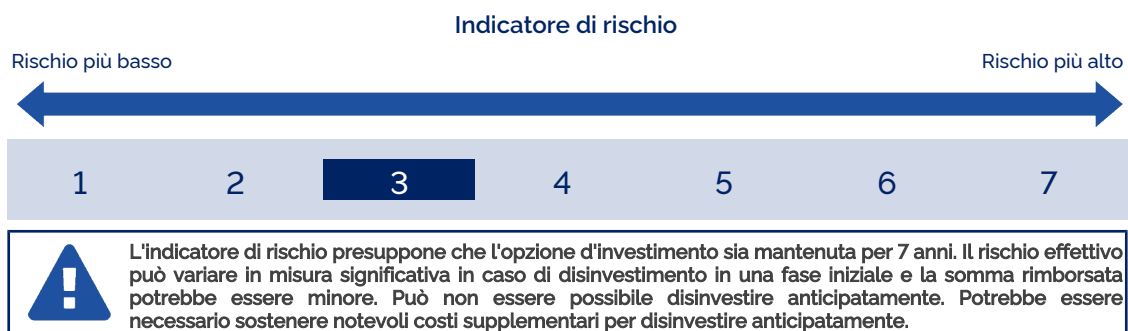 Indicatore di rischio
Rischio più basso Rischio più alto
1 2 3 4 5 6 7
L'indicatore di rischio presuppone che l'opzione d'investimento sia mantenuta per 7 anni. Il rischio effettivo
può variare in misura significativa in caso di disinvestimento in una fase iniziale e la somma rimborsata
potrebbe essere minore. Può non essere possibile disinvestire anticipatamente. Potrebbe essere
necessario sostenere notevoli costi supplementari per disinvestire anticipatamente.